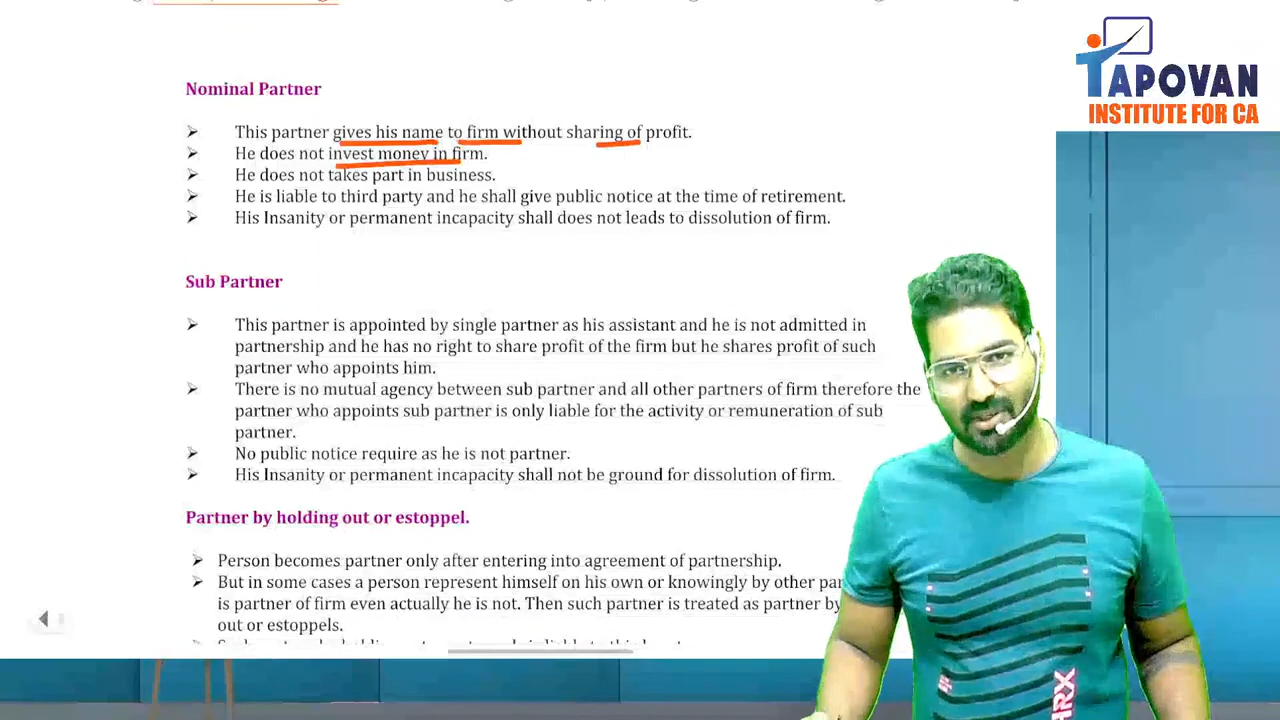 TAPOVAN
INSTITUTE FOR CA
Nominal Partner
➢ This partner gives his name to firm without sharing of profit.
➢ He does not invest money in firm.
➢ He does not takes part in business.
➢ He is liable to third party and he shall give public notice at the time of retirement.
➢ His Insanity or permanent incapacity shall does not leads to dissolution of firm.
Sub Partner
➢ This partner is appointed by single partner as his assistant and he is not admitted in
partnership and he has no right to share profit of the firm but he shares profit of such
partner who appoints him.
➢ There is no mutual agency between sub partner and all other partners of firm therefore the
partner who appoints sub partner is only liable for the activity or remuneration of sub
partner.
➢ No public notice require as he is not partner.
➢ His Insanity or permanent incapacity shall not be ground for dissolution of firm.
Partner by holding out or estoppel.
➢ Person becomes partner only after entering into agreement of partnership.
➢ But in some cases a person represent himself on his own or knowingly by other par
is partner of firm even actually he is not. Then such partner is treated as partner by
out or estoppels.
HRX